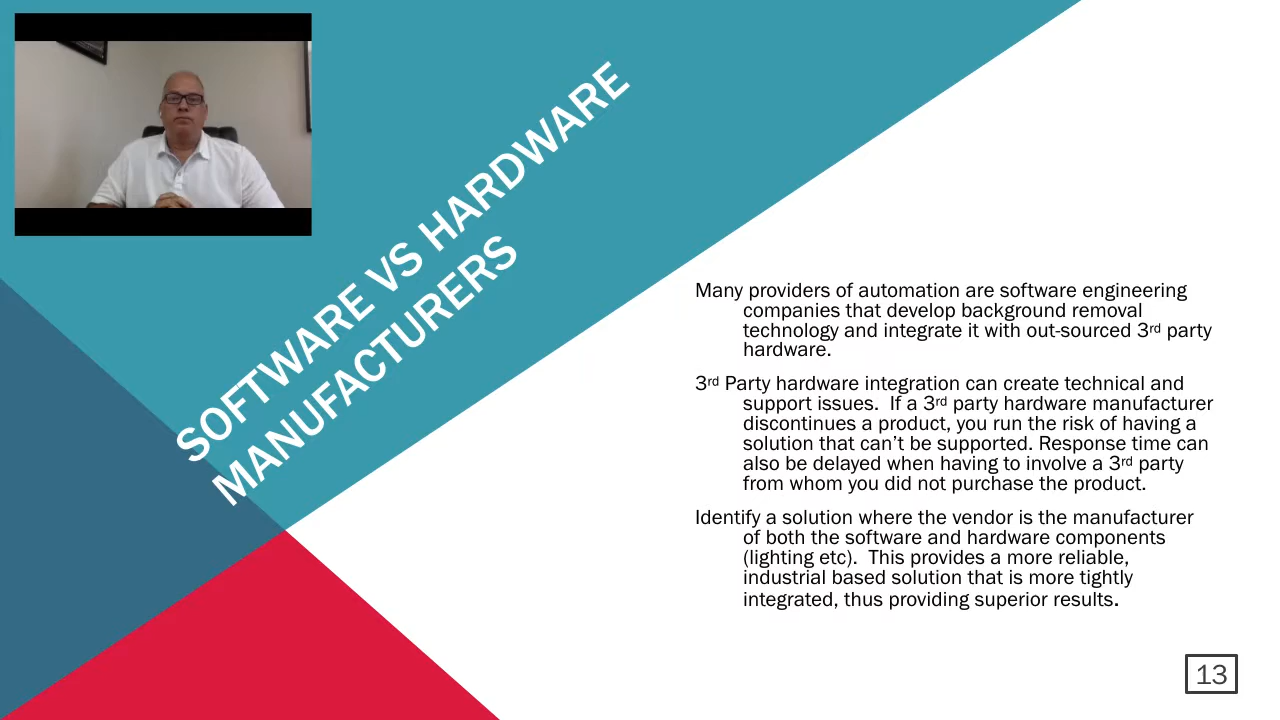 SOFTWARE VS HARDWARE
MANUFACTURERS
Many providers of automation are software engineering
companies that develop background removal
technology and integrate it with out-sourced 3rd party
hardware.
3rd Party hardware integration can create technical and
support issues.  If a 3rd party hardware manufacturer
discontinues a product, you run the risk of having a
solution that can’t be supported. Response time can
also be delayed when having to involve a 3rd party
from whom you did not purchase the product.
Identify a solution where the vendor is the manufacturer
of both the software and hardware components
(lighting etc).  This provides a more reliable,
industrial based solution that is more tightly
integrated, thus providing superior results.
13